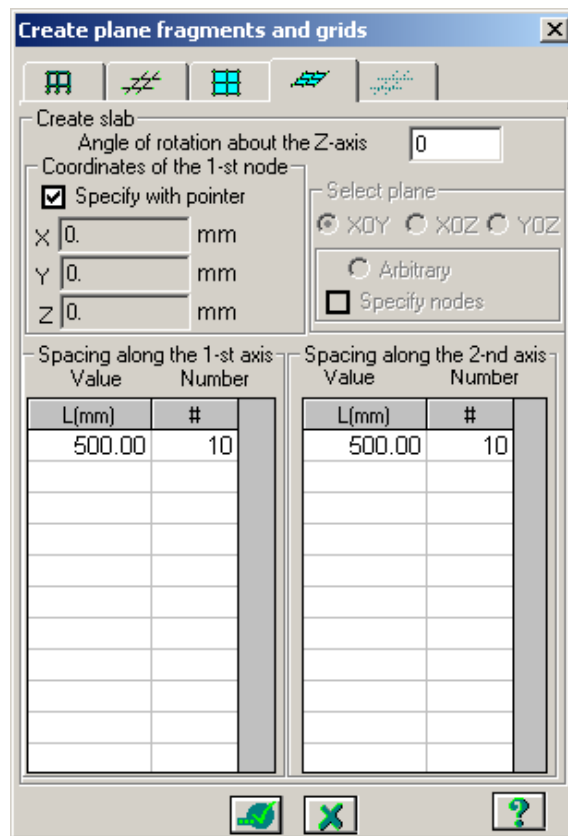 Create plane fragments and grids
Create slab
Angle of rotation about the Z-axis 0
Coordinates of the 1-st node
Specify with pointer
X 0. mm
Y 0. mm
Z 0. mm
Select plane
XOY XOZ YOZ
Arbitrary
Specify nodes
Spacing along the 1-st axis
Value Number
L(mm) #
500.00 10
Spacing along the 2-nd axis
Value Number
L(mm) #
500.00 10
?